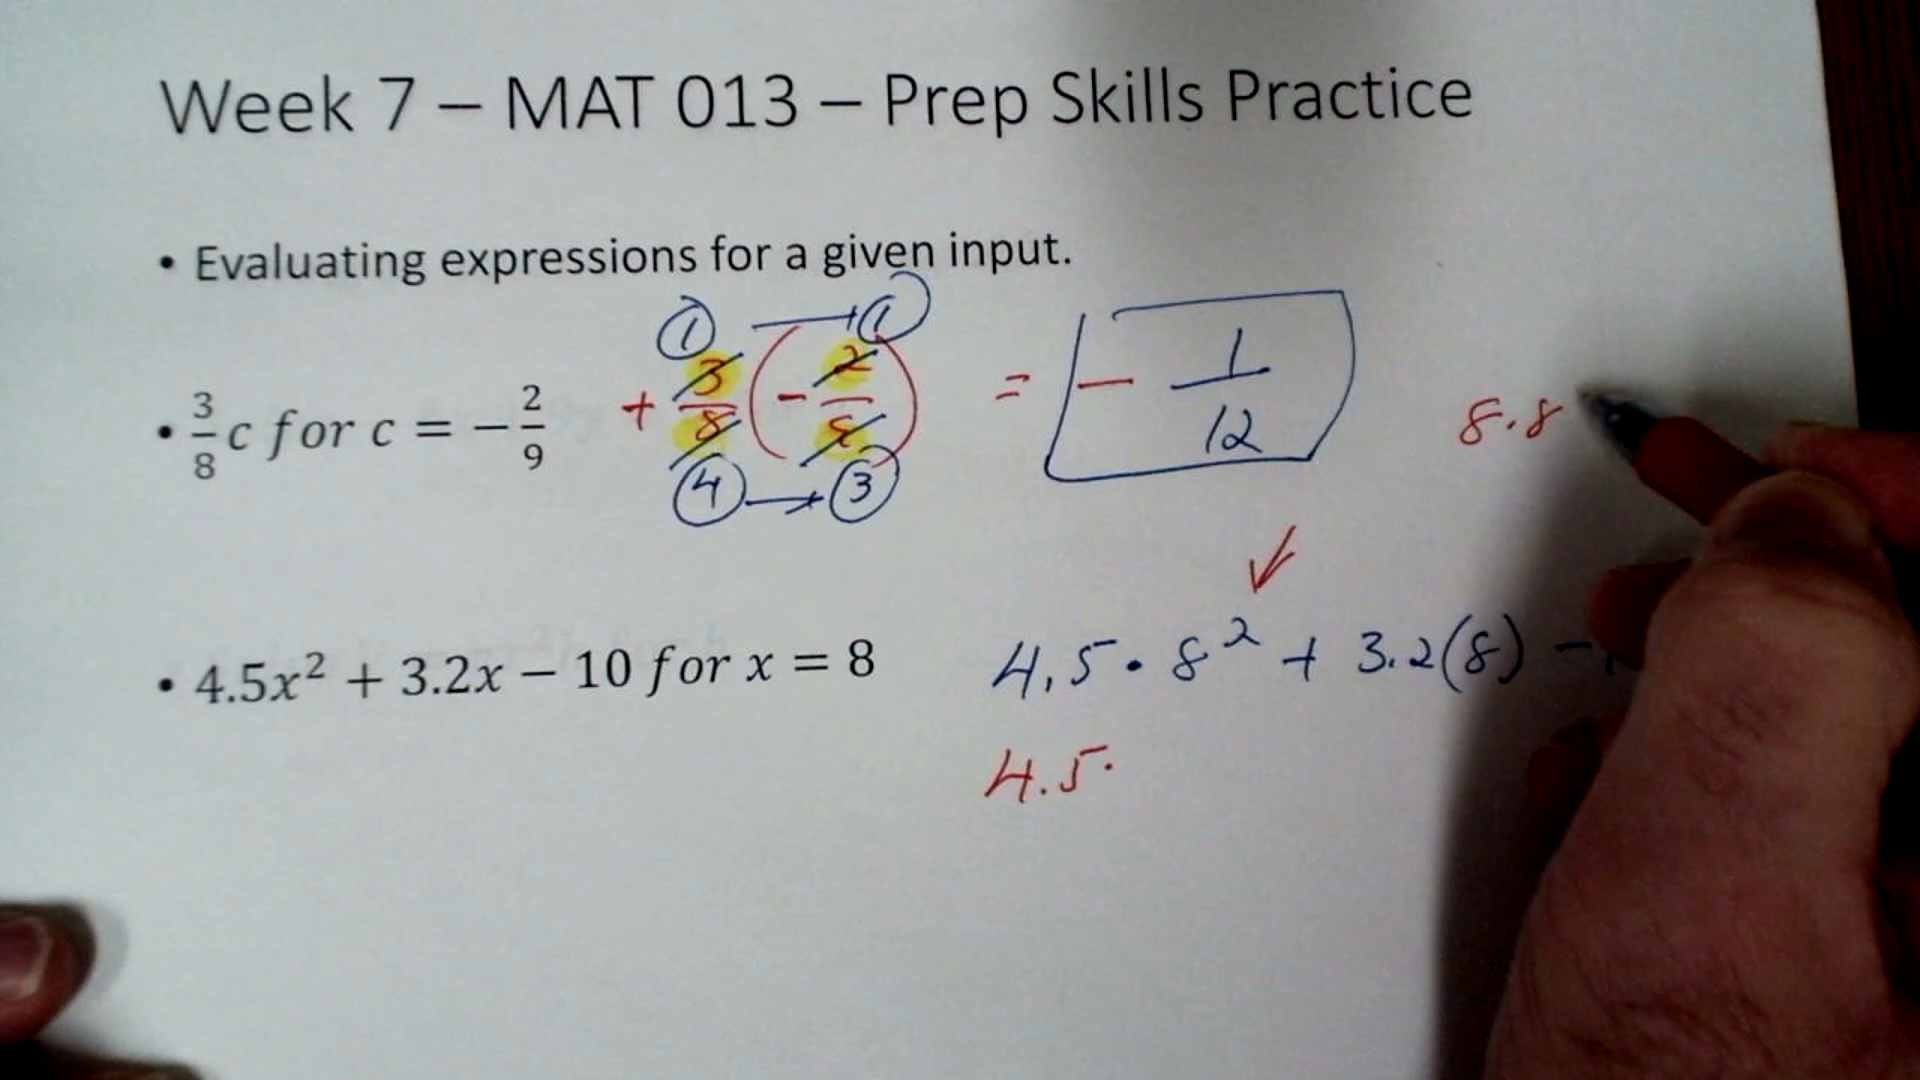 Week 7 – MAT 013 – Prep Skills Practice
• Evaluating expressions for a given input.
① → ①
• 3/8 c for c = −2/9 + 3/8 (−2/9) = − 1/12 8.8
④ → ③
✓
• 4.5x² + 3.2x − 10 for x = 8 4.5 · 8² + 3.2(8) −
4.5·